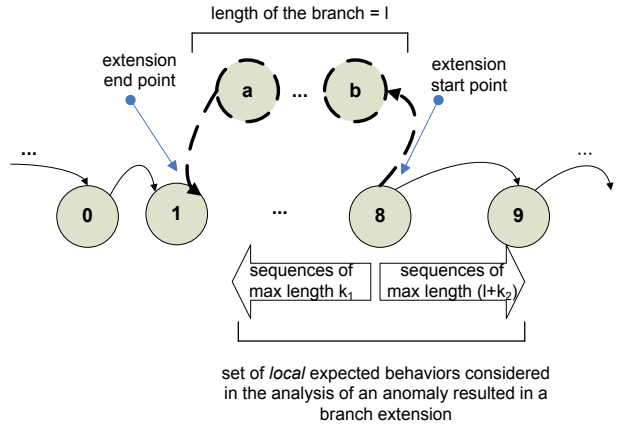 length of the branch = l
extension
end point
extension
start point
a ... b
...
...
0 1 ... 8 9
sequences of
max length k1
sequences of
max length (l+k2)
set of local expected behaviors considered
in the analysis of an anomaly resulted in a
branch extension